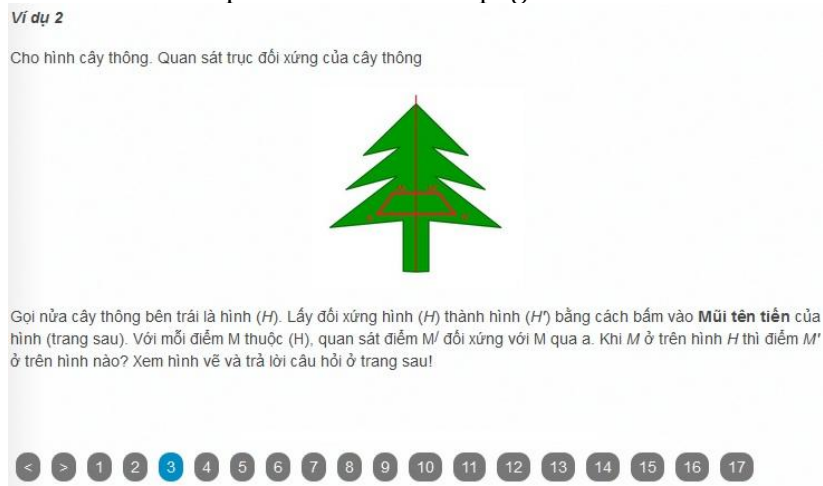 Ví dụ 2
Cho hình cây thông. Quan sát trục đối xứng của cây thông
Gọi nửa cây thông bên trái là hình (H). Lấy đối xứng hình (H) thành hình (H') bằng cách bấm vào Mũi tên tiến của
hình (trang sau). Với mỗi điểm M thuộc (H), quan sát điểm M/ đối xứng với M qua a. Khi M ở trên hình H thì điểm M'
ở trên hình nào? Xem hình vẽ và trả lời câu hỏi ở trang sau!
< > 1 2 3 4 5 6 7 8 9 10 11 12 13 14 15 16 17